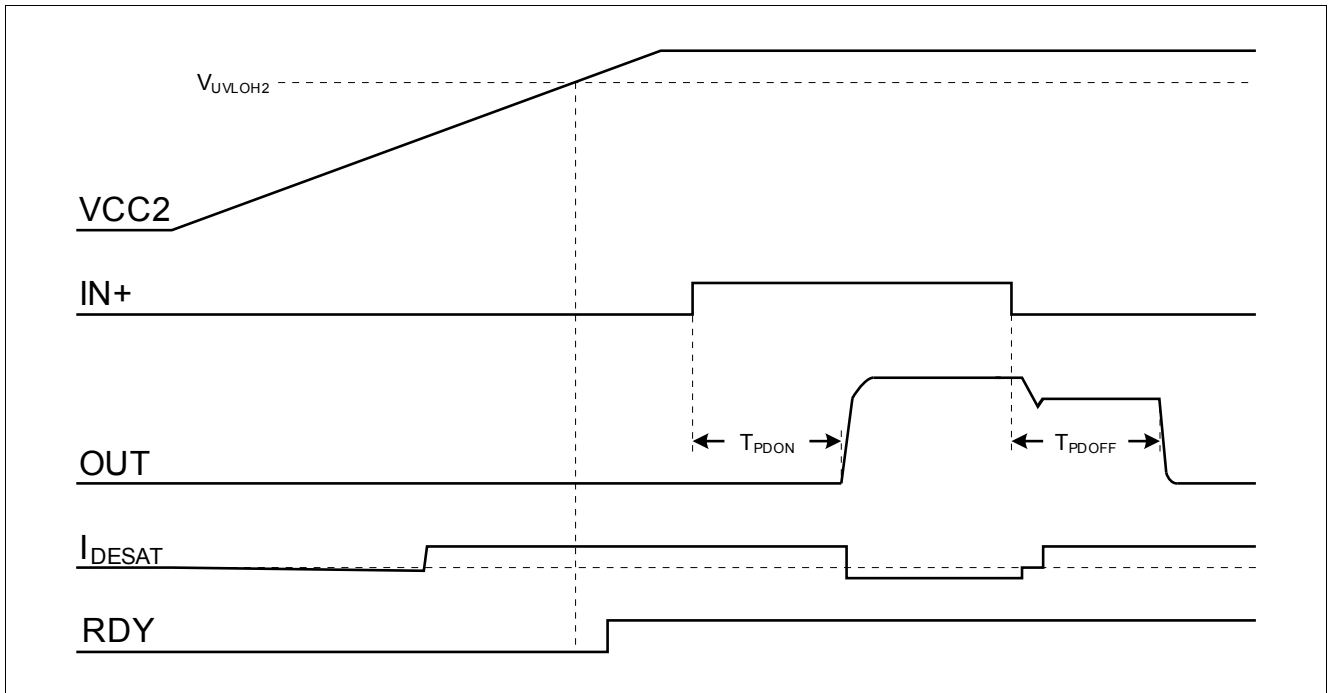 VUVLOH2
VCC2
IN+
TPDON
TPDOFF
OUT
IDESAT
RDY